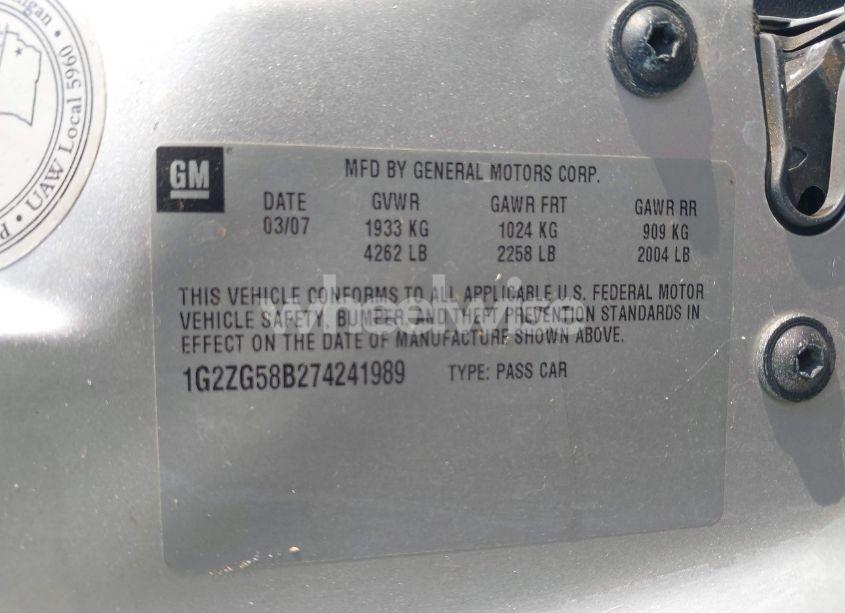 igan
UAW Local 5960
GM
MFD BY GENERAL MOTORS CORP.
DATE GVWR GAWR FRT GAWR RR
03/07 1933 KG 1024 KG 909 KG
4262 LB 2258 LB 2004 LB
THIS VEHICLE CONFORMS TO ALL APPLICABLE U.S. FEDERAL MOTOR
VEHICLE SAFETY, BUMPER, AND THEFT PREVENTION STANDARDS IN
EFFECT ON THE DATE OF MANUFACTURE SHOWN ABOVE.
wheelwire
1G2ZG58B274241989 TYPE: PASS CAR